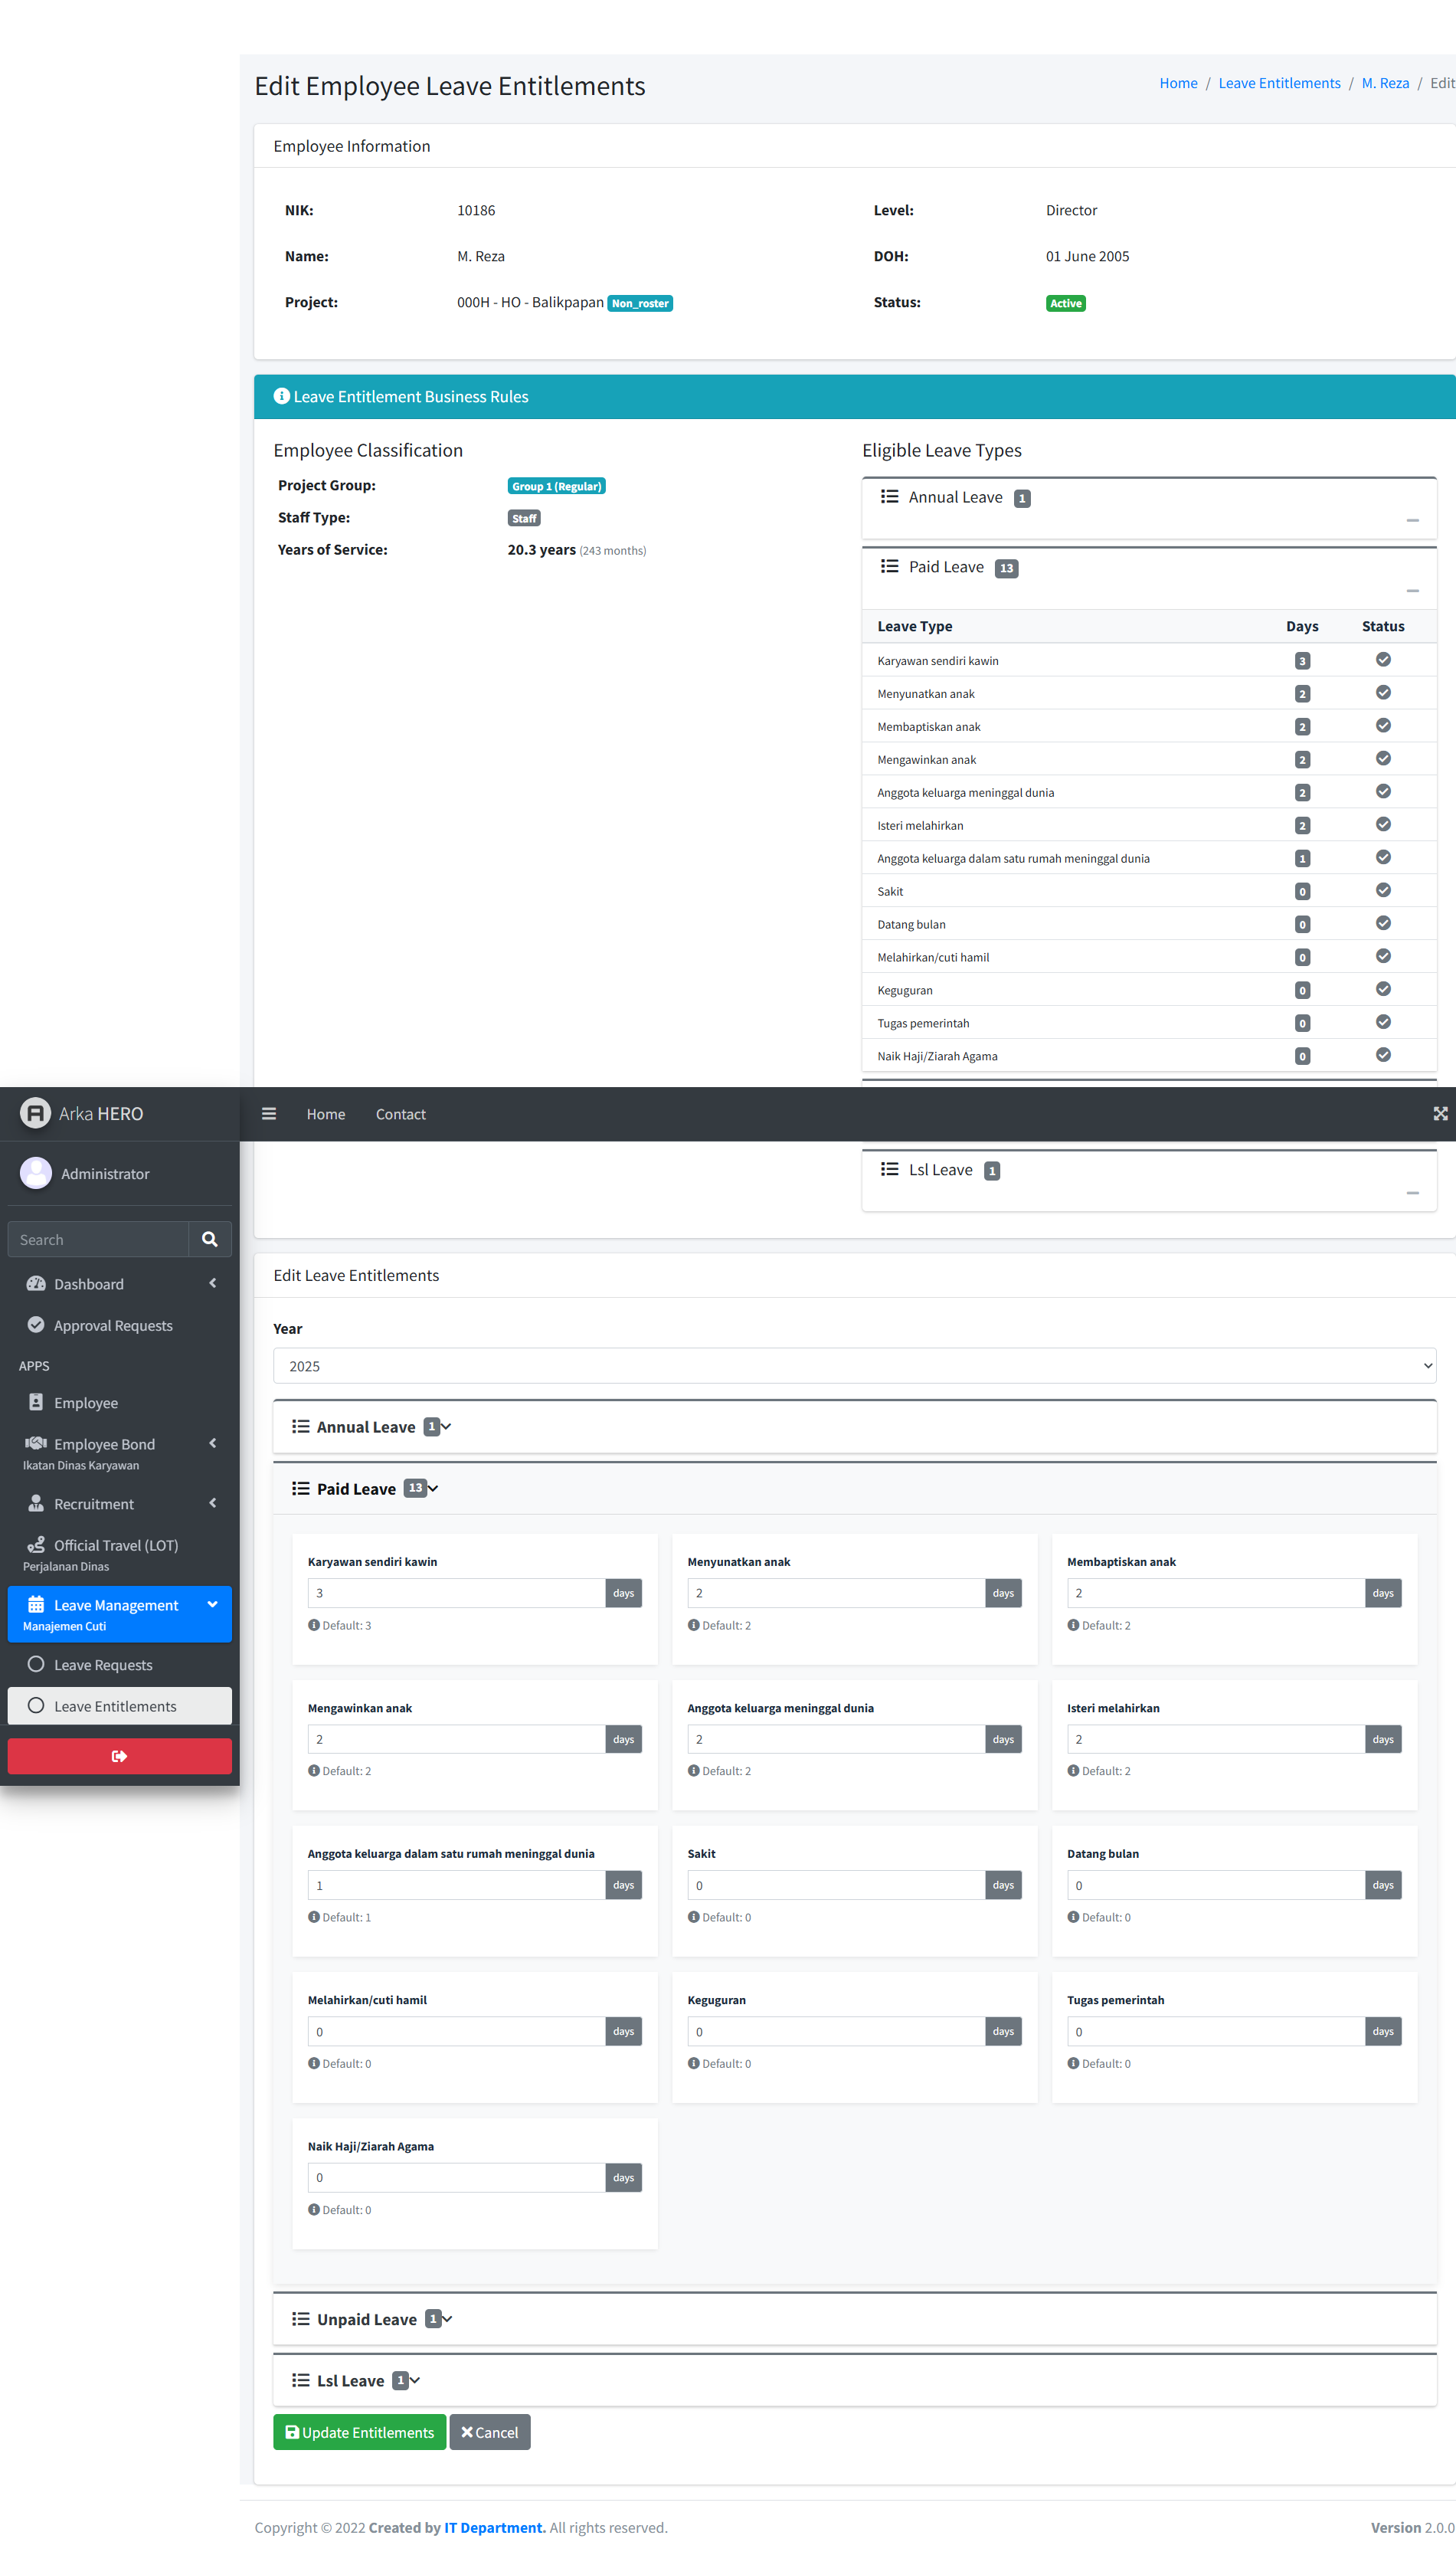 Edit Employee Leave Entitlements
Home / Leave Entitlements / M. Reza / Edit
Employee Information
NIK: 10186 Level: Director
Name: M. Reza DOH: 01 June 2005
Project: 000H - HO - Balikpapan Non_roster Status: Active
Leave Entitlement Business Rules
Employee Classification
Project Group: Group 1 (Regular)
Staff Type: Staff
Years of Service: 20.3 years (243 months)
Eligible Leave Types
Annual Leave 1
Paid Leave 13
Leave Type Days Status
Karyawan sendiri kawin 3
Menyunatkan anak 2
Membaptiskan anak 2
Mengawinkan anak 2
Anggota keluarga meninggal dunia 2
Isteri melahirkan 2
Anggota keluarga dalam satu rumah meninggal dunia 1
Sakit 0
Datang bulan 0
Melahirkan/cuti hamil 0
Keguguran 0
Tugas pemerintah 0
Naik Haji/Ziarah Agama 0
Arka HERO
Home Contact
Administrator
Search
Dashboard
Approval Requests
APPS
Employee
Employee Bond
Ikatan Dinas Karyawan
Recruitment
Official Travel (LOT)
Perjalanan Dinas
Leave Management
Manajemen Cuti
Leave Requests
Leave Entitlements
Lsl Leave 1
Edit Leave Entitlements
Year
2025
Annual Leave 1
Paid Leave 13
Karyawan sendiri kawin Menyunatkan anak Membaptiskan anak
3 days 2 days 2 days
Default: 3 Default: 2 Default: 2
Mengawinkan anak Anggota keluarga meninggal dunia Isteri melahirkan
2 days 2 days 2 days
Default: 2 Default: 2 Default: 2
Anggota keluarga dalam satu rumah meninggal dunia Sakit Datang bulan
1 days 0 days 0 days
Default: 1 Default: 0 Default: 0
Melahirkan/cuti hamil Keguguran Tugas pemerintah
0 days 0 days 0 days
Default: 0 Default: 0 Default: 0
Naik Haji/Ziarah Agama
0 days
Default: 0
Unpaid Leave 1
Lsl Leave 1
Update Entitlements Cancel
Copyright © 2022 Created by IT Department. All rights reserved.
Version 2.0.0